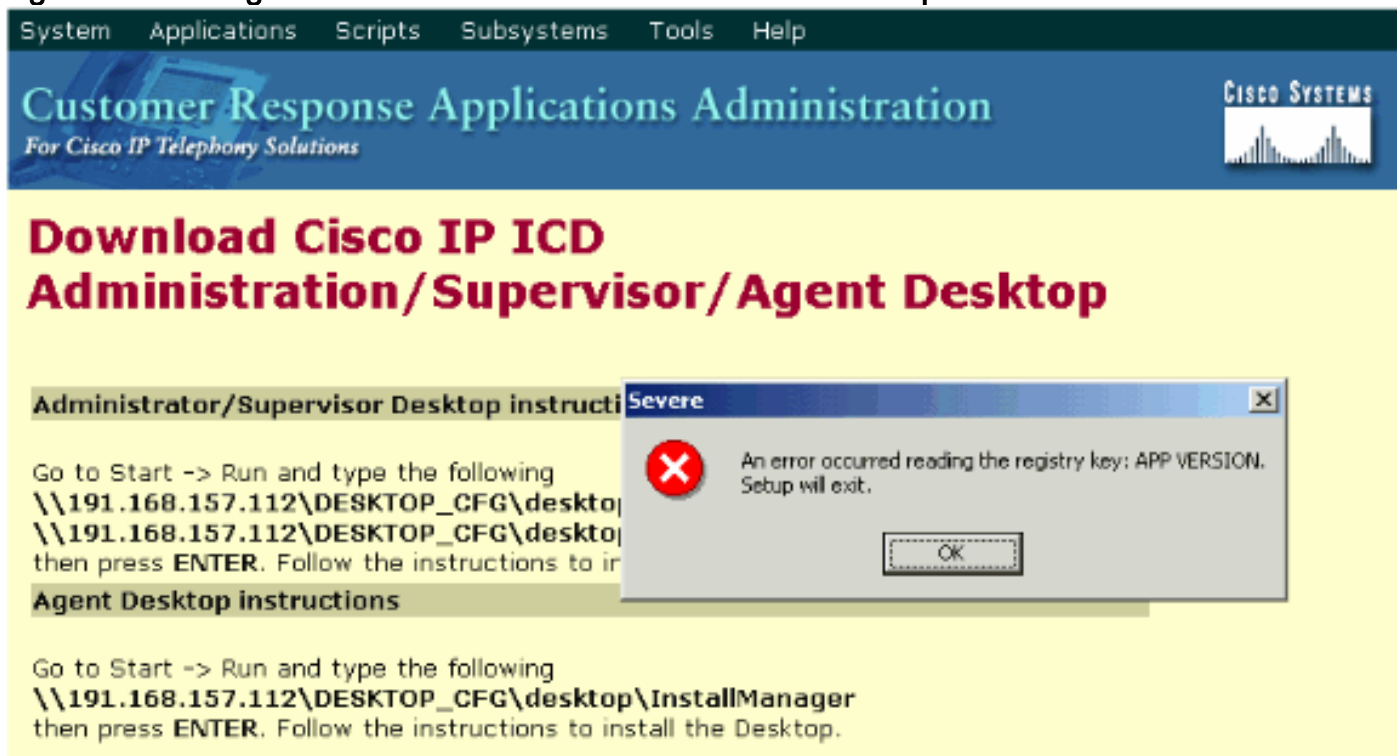 System Applications Scripts Subsystems Tools Help
Customer Response Applications Administration
For Cisco IP Telephony Solutions
CISCO SYSTEMS
Download Cisco IP ICD
Administration/Supervisor/Agent Desktop
Administrator/Supervisor Desktop
Severe
An error occurred reading the registry key: APP VERSION.
Setup will exit.
OK
Go to Start -> Run and type the following
\\191.168.157.112\DESKTOP_CFG\
\\191.168.157.112\DESKTOP_CFG\
then press ENTER. Follow the instructions to
Agent Desktop instructions
Go to Start -> Run and type the following
\\191.168.157.112\DESKTOP_CFG\desktop\InstallManager
then press ENTER. Follow the instructions to install the Desktop.